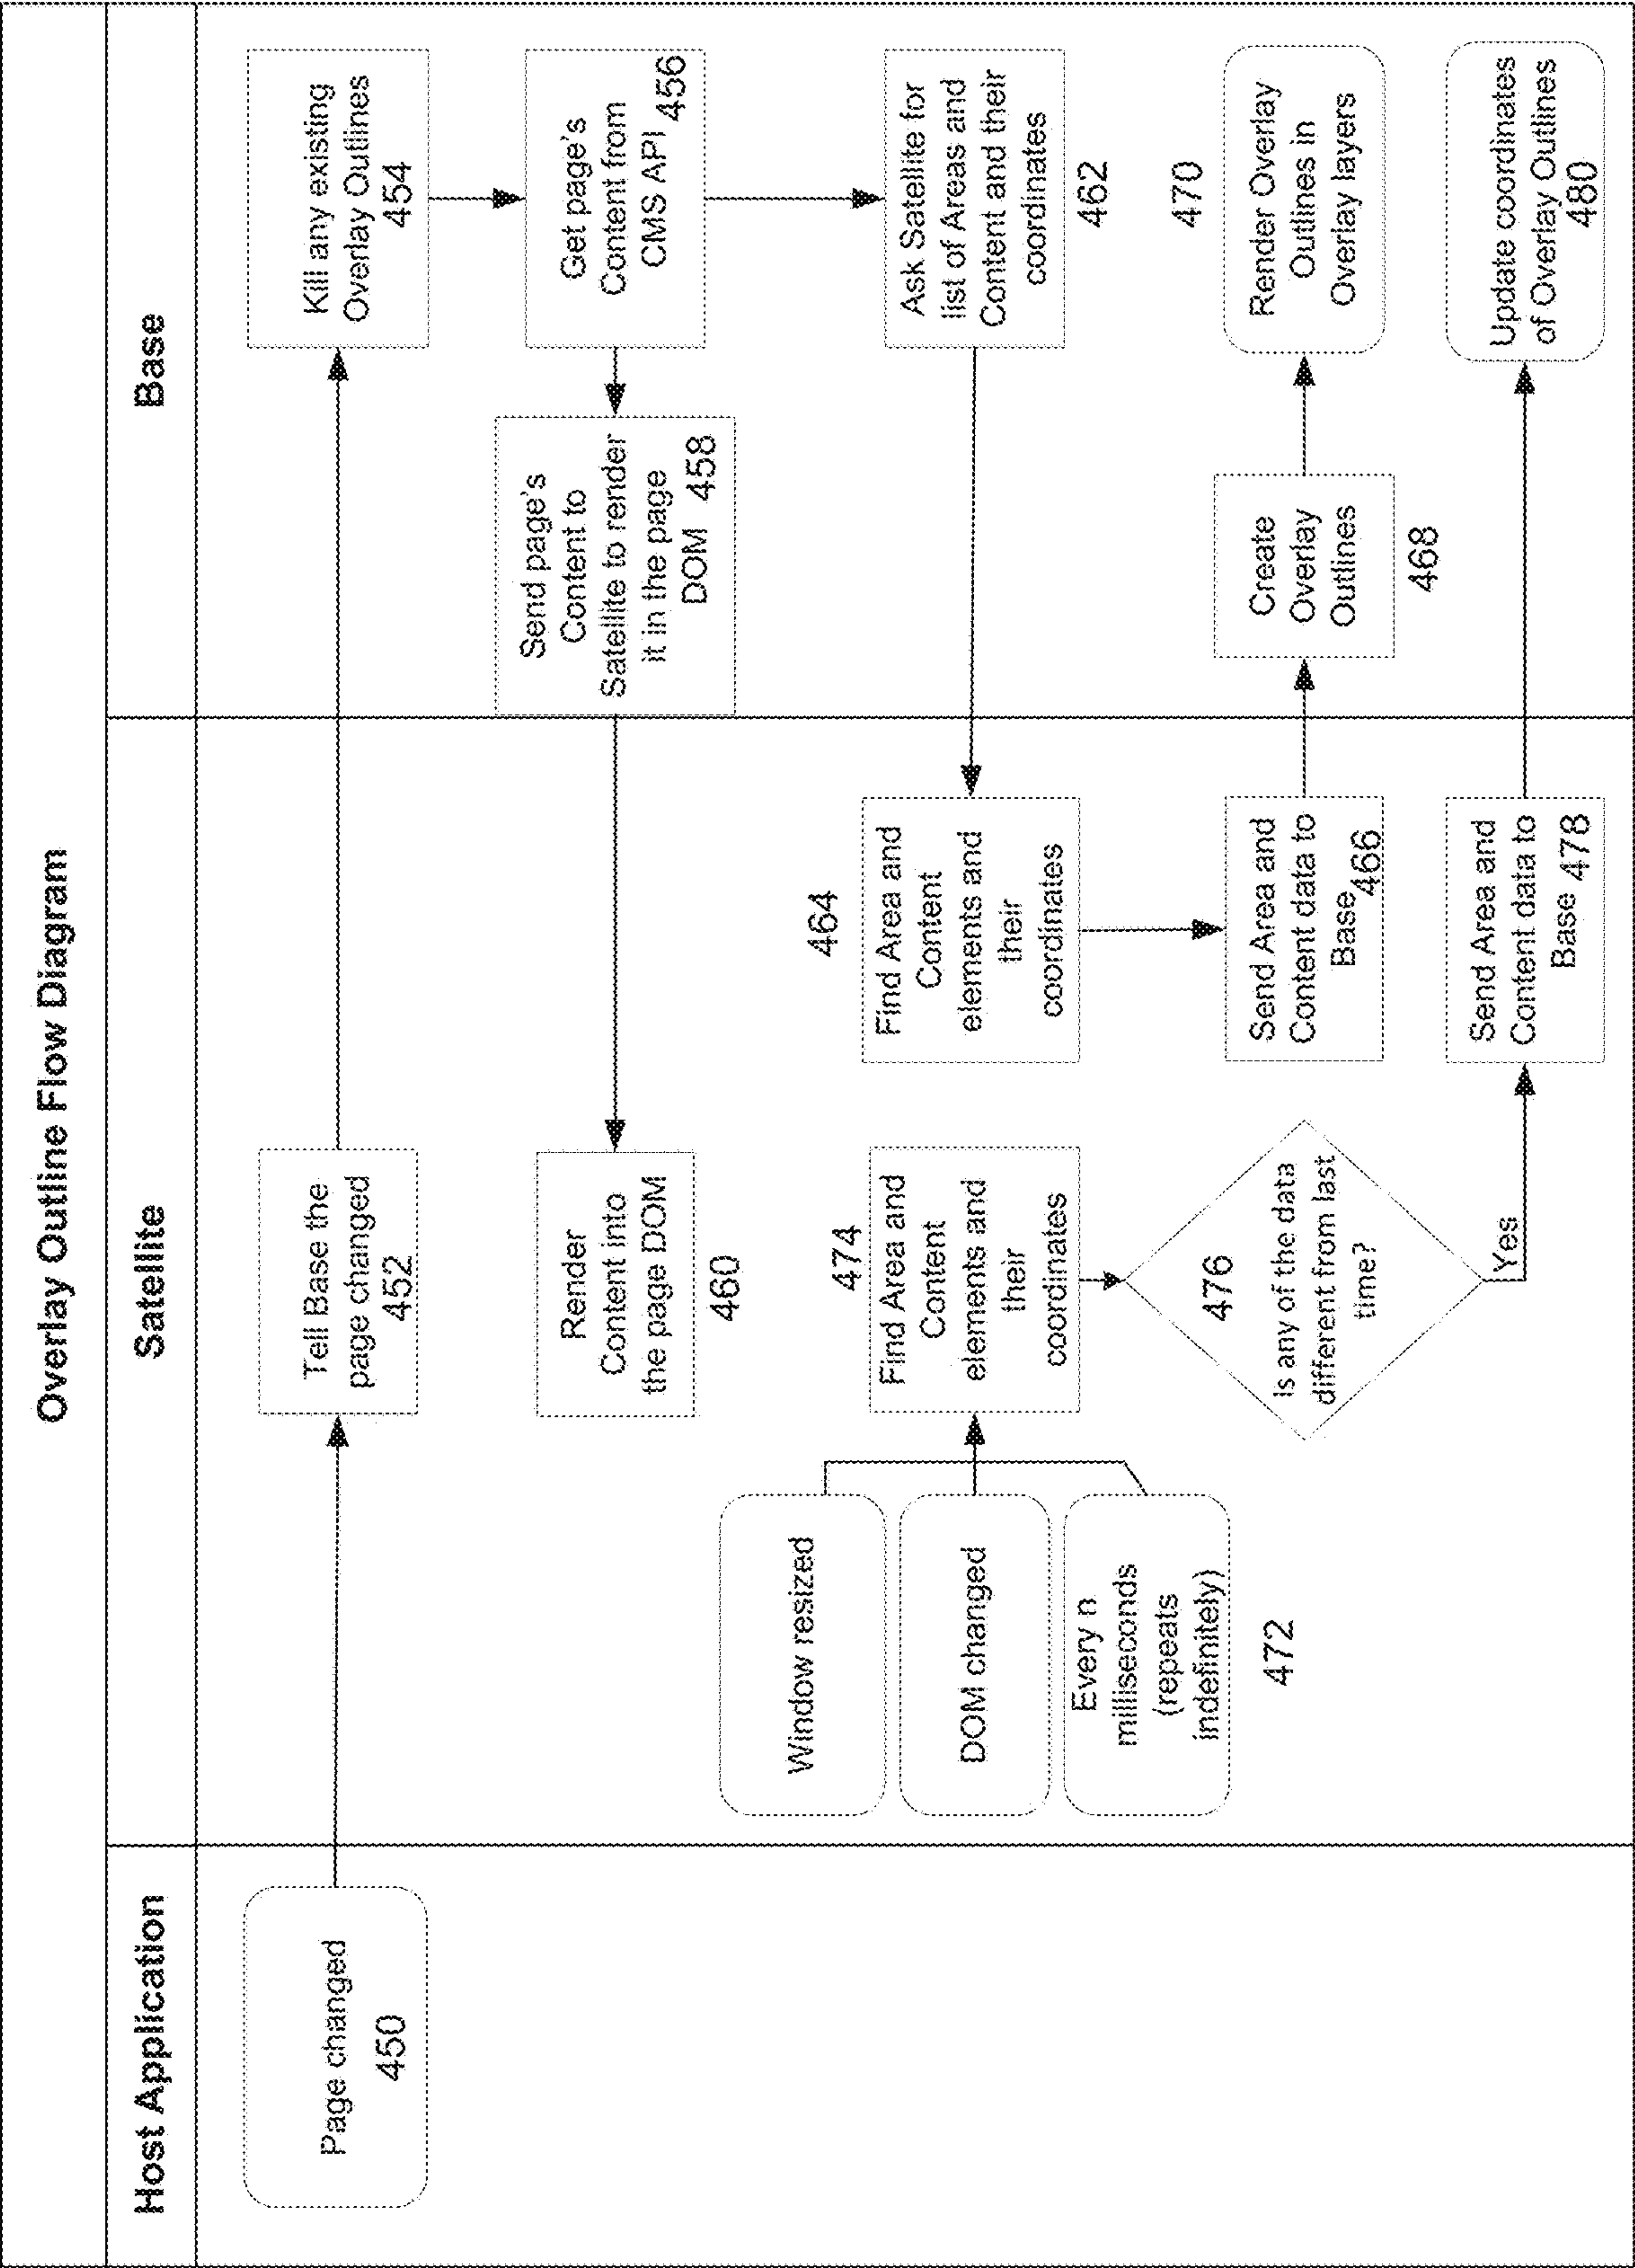 Overlay Outline Flow Diagram
Host Application
Satellite
Base
Page changed
450
Tell Base the
page changed
452
Kill any existing
Overlay Outlines
454
Get page's
Content from
CMS API
456
Send page's
Content to
Satellite to render
it in the page
DOM 458
Render
Content into
the page DOM
460
Ask Satellite for
list of Areas and
Content and their
coordinates
462
464
Find Area and
Content
elements and
their
coordinates
Send Area and
Content data to
Base
466
Create
Overlay
Outlines
468
470
Render Overlay
Outlines in
Overlay layers
Window resized
DOM changed
Every n
milliseconds
(repeats
indefinitely)
472
474
Find Area and
Content
elements and
their
coordinates
476
Is any of the data
different from last
time?
Yes
Send Area and
Content data to
Base 478
Update coordinates
of Overlay Outlines
480